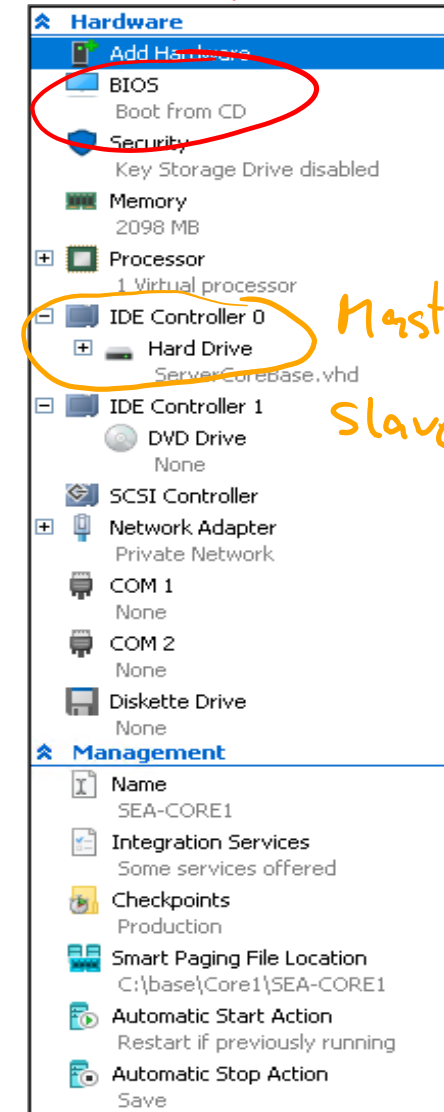 Hardware
Add Hardware
BIOS
Boot from CD
Security
Key Storage Drive disabled
Memory
2098 MB
Processor
1 Virtual processor
IDE Controller 0
Mast
Hard Drive
ServerCoreBase.vhd
IDE Controller 1
Slave
DVD Drive
None
SCSI Controller
Network Adapter
Private Network
COM 1
None
COM 2
None
Diskette Drive
None
Management
Name
SEA-CORE1
Integration Services
Some services offered
Checkpoints
Production
Smart Paging File Location
C:\base\Core1\SEA-CORE1
Automatic Start Action
Restart if previously running
Automatic Stop Action
Save